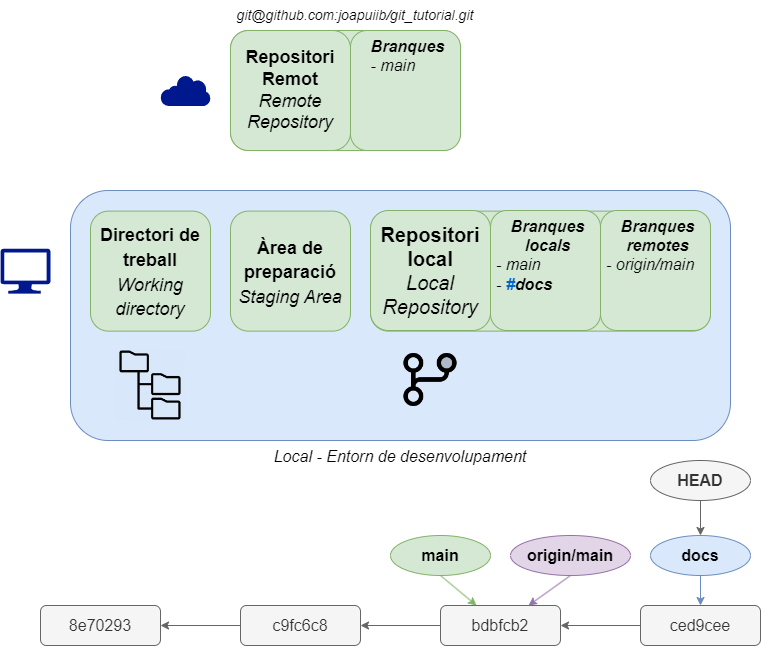 git@github.com:joapuiib/git_tutorial.git
Repositori
Remot
Remote
Repository
Branques
- main
Directori de
treball
Working
directory
Àrea de
preparació
Staging Area
Repositori
local
Local
Repository
Branques
locals
- main
- #docs
Branques
remotes
- origin/main
Local - Entorn de desenvolupament
HEAD
main
origin/main
docs
8e70293
c9fc6c8
bdbfcb2
ced9cee